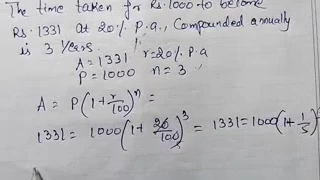 The time taken for Rs.1000 to become
Rs. 1331 at 20% P.a., Compounded annually
is 3 Years.
A = 1331 r = 20% P.a
P = 1000 n = 3
A = P(1+r/100)^n =
1331 = 1000(1+20/100)^3 = 1331 = 1000(1+1/5)